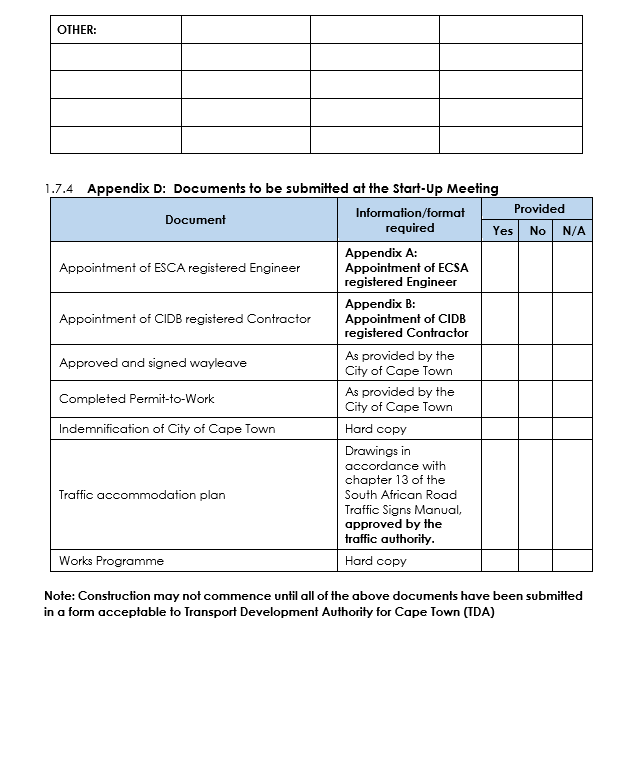 OTHER:
1.7.4 Appendix D: Documents to be submitted at the Start-Up Meeting
Document
Information/format
required
Provided
Yes No N/A
Appointment of ESCA registered Engineer
Appendix A:
Appointment of ECSA
registered Engineer
Appointment of CIDB registered Contractor
Appendix B:
Appointment of CIDB
registered Contractor
Approved and signed wayleave
As provided by the
City of Cape Town
Completed Permit-to-Work
As provided by the
City of Cape Town
Indemnification of City of Cape Town
Hard copy
Traffic accommodation plan
Drawings in
accordance with
chapter 13 of the
South African Road
Traffic Signs Manual,
approved by the
traffic authority.
Works Programme
Hard copy
Note: Construction may not commence until all of the above documents have been submitted
in a form acceptable to Transport Development Authority for Cape Town (TDA)